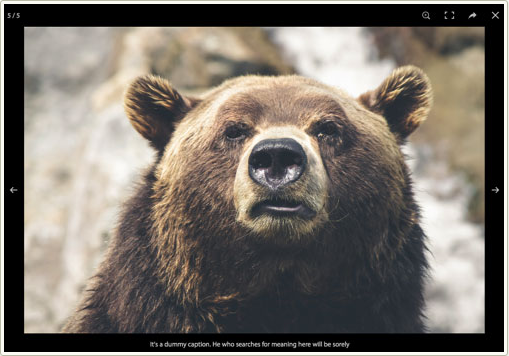 5 / 5
It's a dummy caption. He who searches for meaning here will be sorely